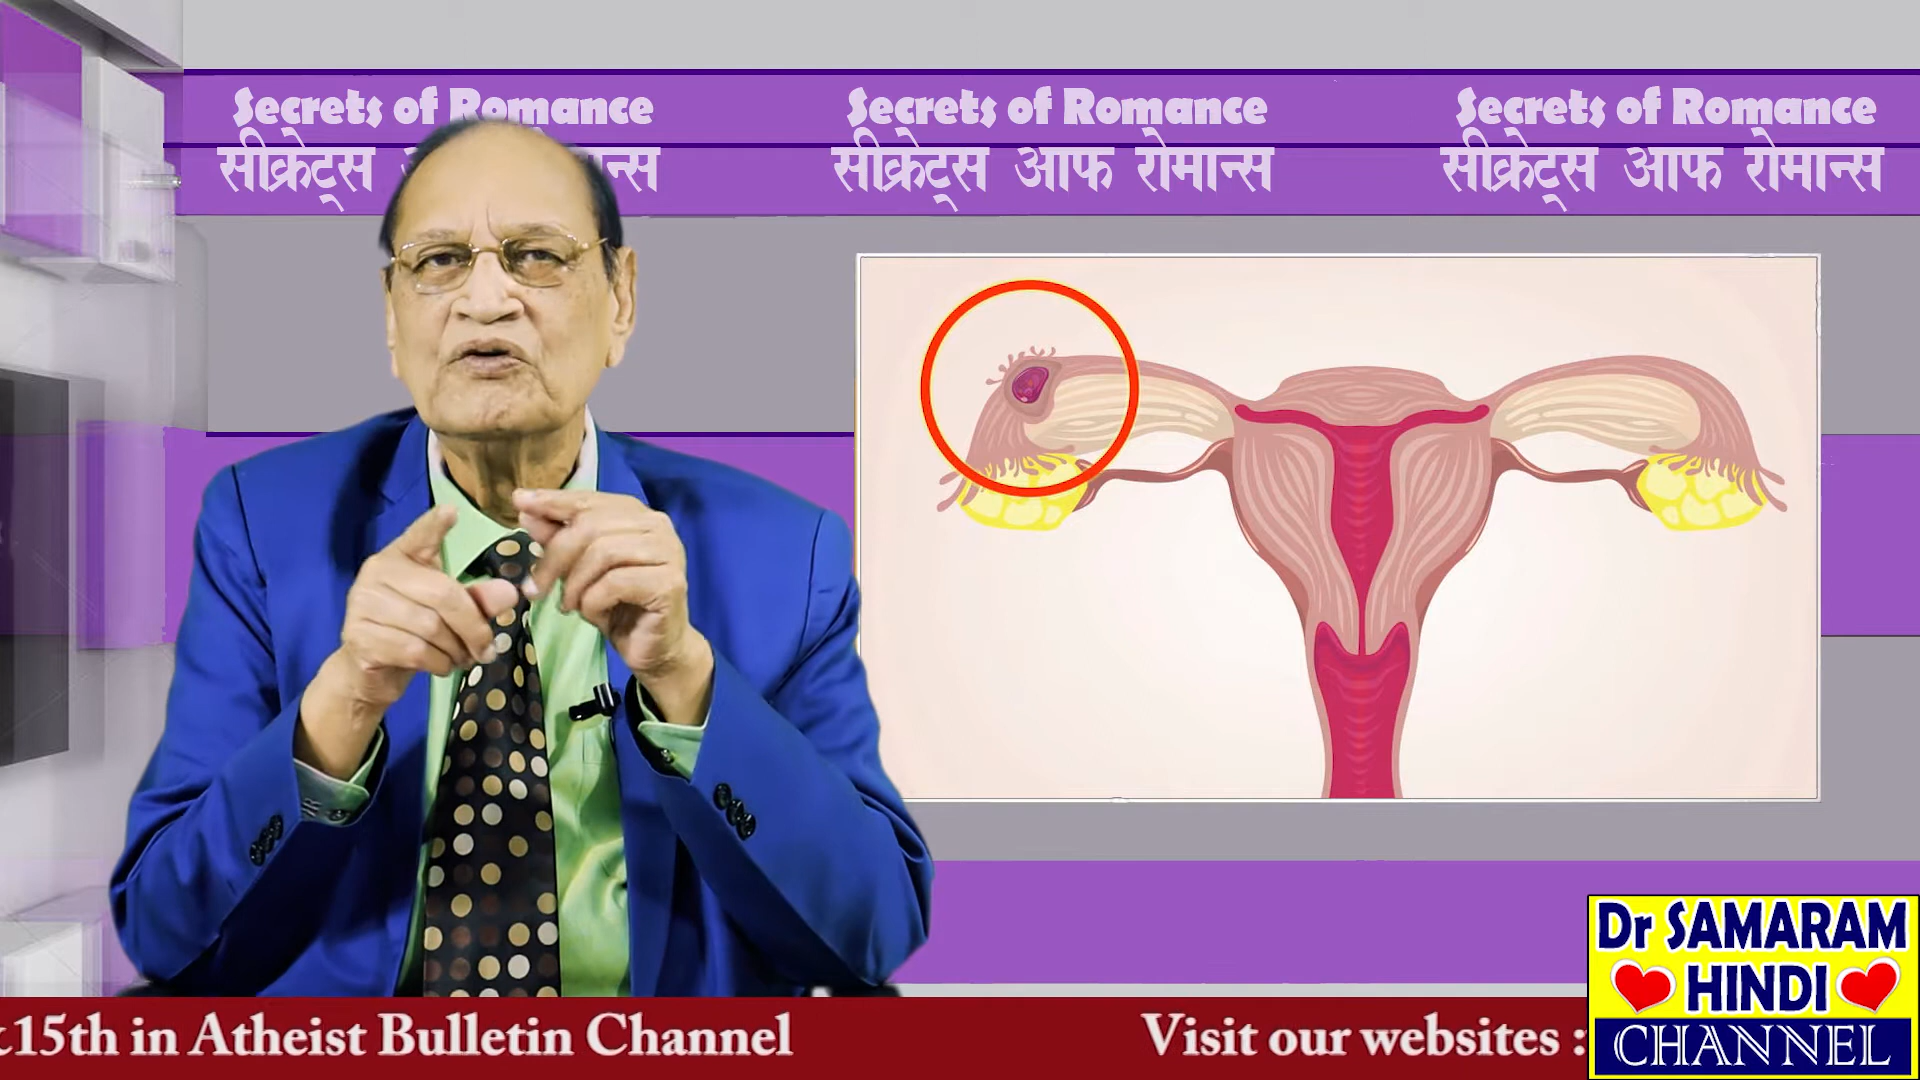 Secrets of Romance
Secrets of Romance
Secrets of Romance
सीक्रेट्स न्स
सीक्रेट्स आफ रोमान्स
सीक्रेट्स आफ रोमान्स
Dr SAMARAM
HINDI
CHANNEL
15th in Atheist Bulletin Channel
Visit our websites :